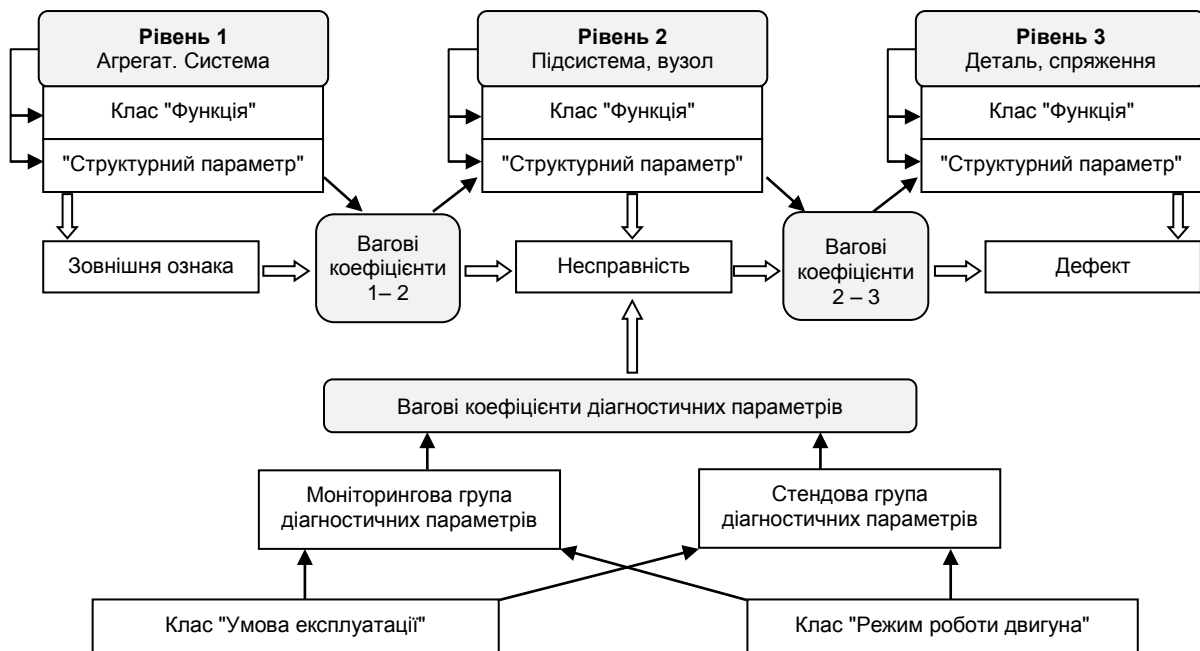 Рівень 1
Агрегат. Система
Клас "Функція"
"Структурний параметр"
Рівень 2
Підсистема, вузол
Клас "Функція"
"Структурний параметр"
Рівень 3
Деталь, спряження
Клас "Функція"
"Структурний параметр"
Зовнішня ознака
Вагові
коефіцієнти
1– 2
Несправність
Вагові
коефіцієнти
2 – 3
Дефект
Вагові коефіцієнти діагностичних параметрів
Моніторингова група
діагностичних параметрів
Стендова група
діагностичних параметрів
Клас "Умова експлуатації"
Клас "Режим роботи двигуна"